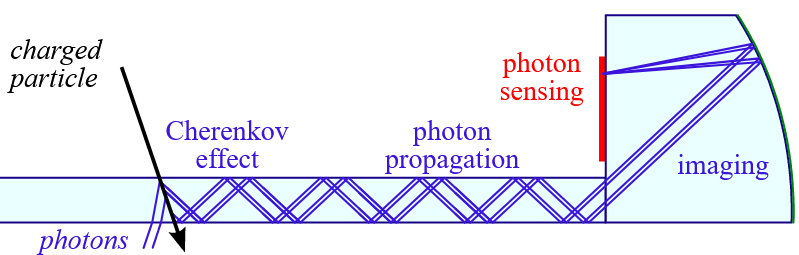 charged
particle
Cherenkov
effect
photon
propagation
photon
sensing
imaging
photons